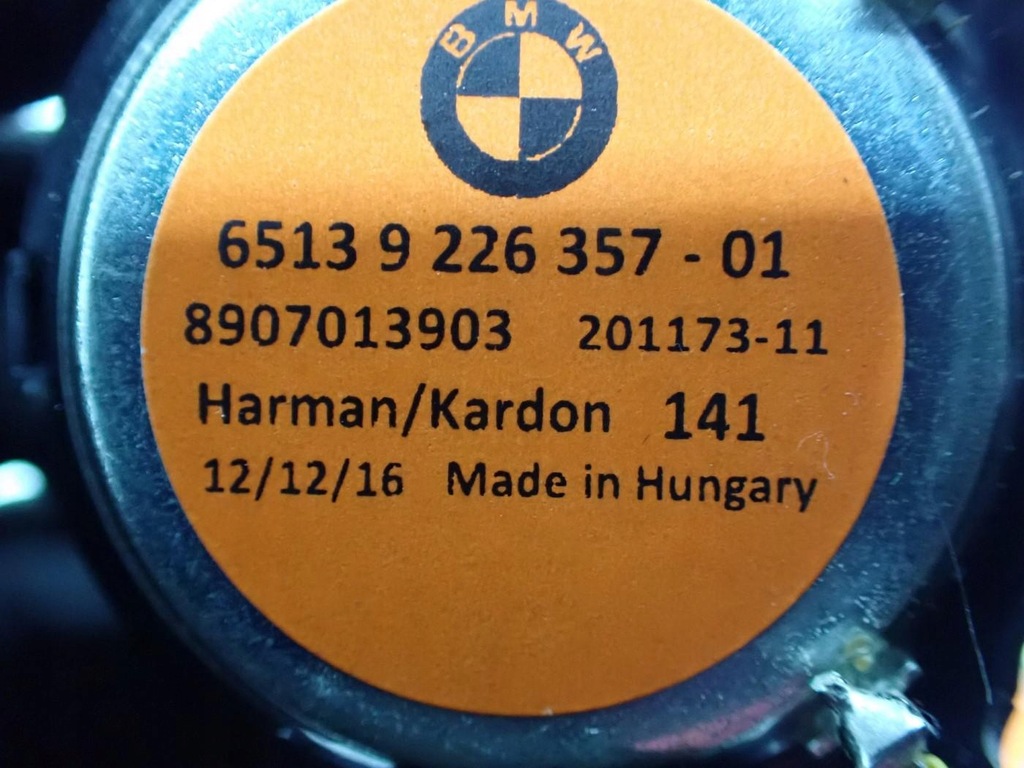 BMW
6513 9 226 357 - 01
8907013903 201173-11
Harman/Kardon 141
12/12/16 Made in Hungary